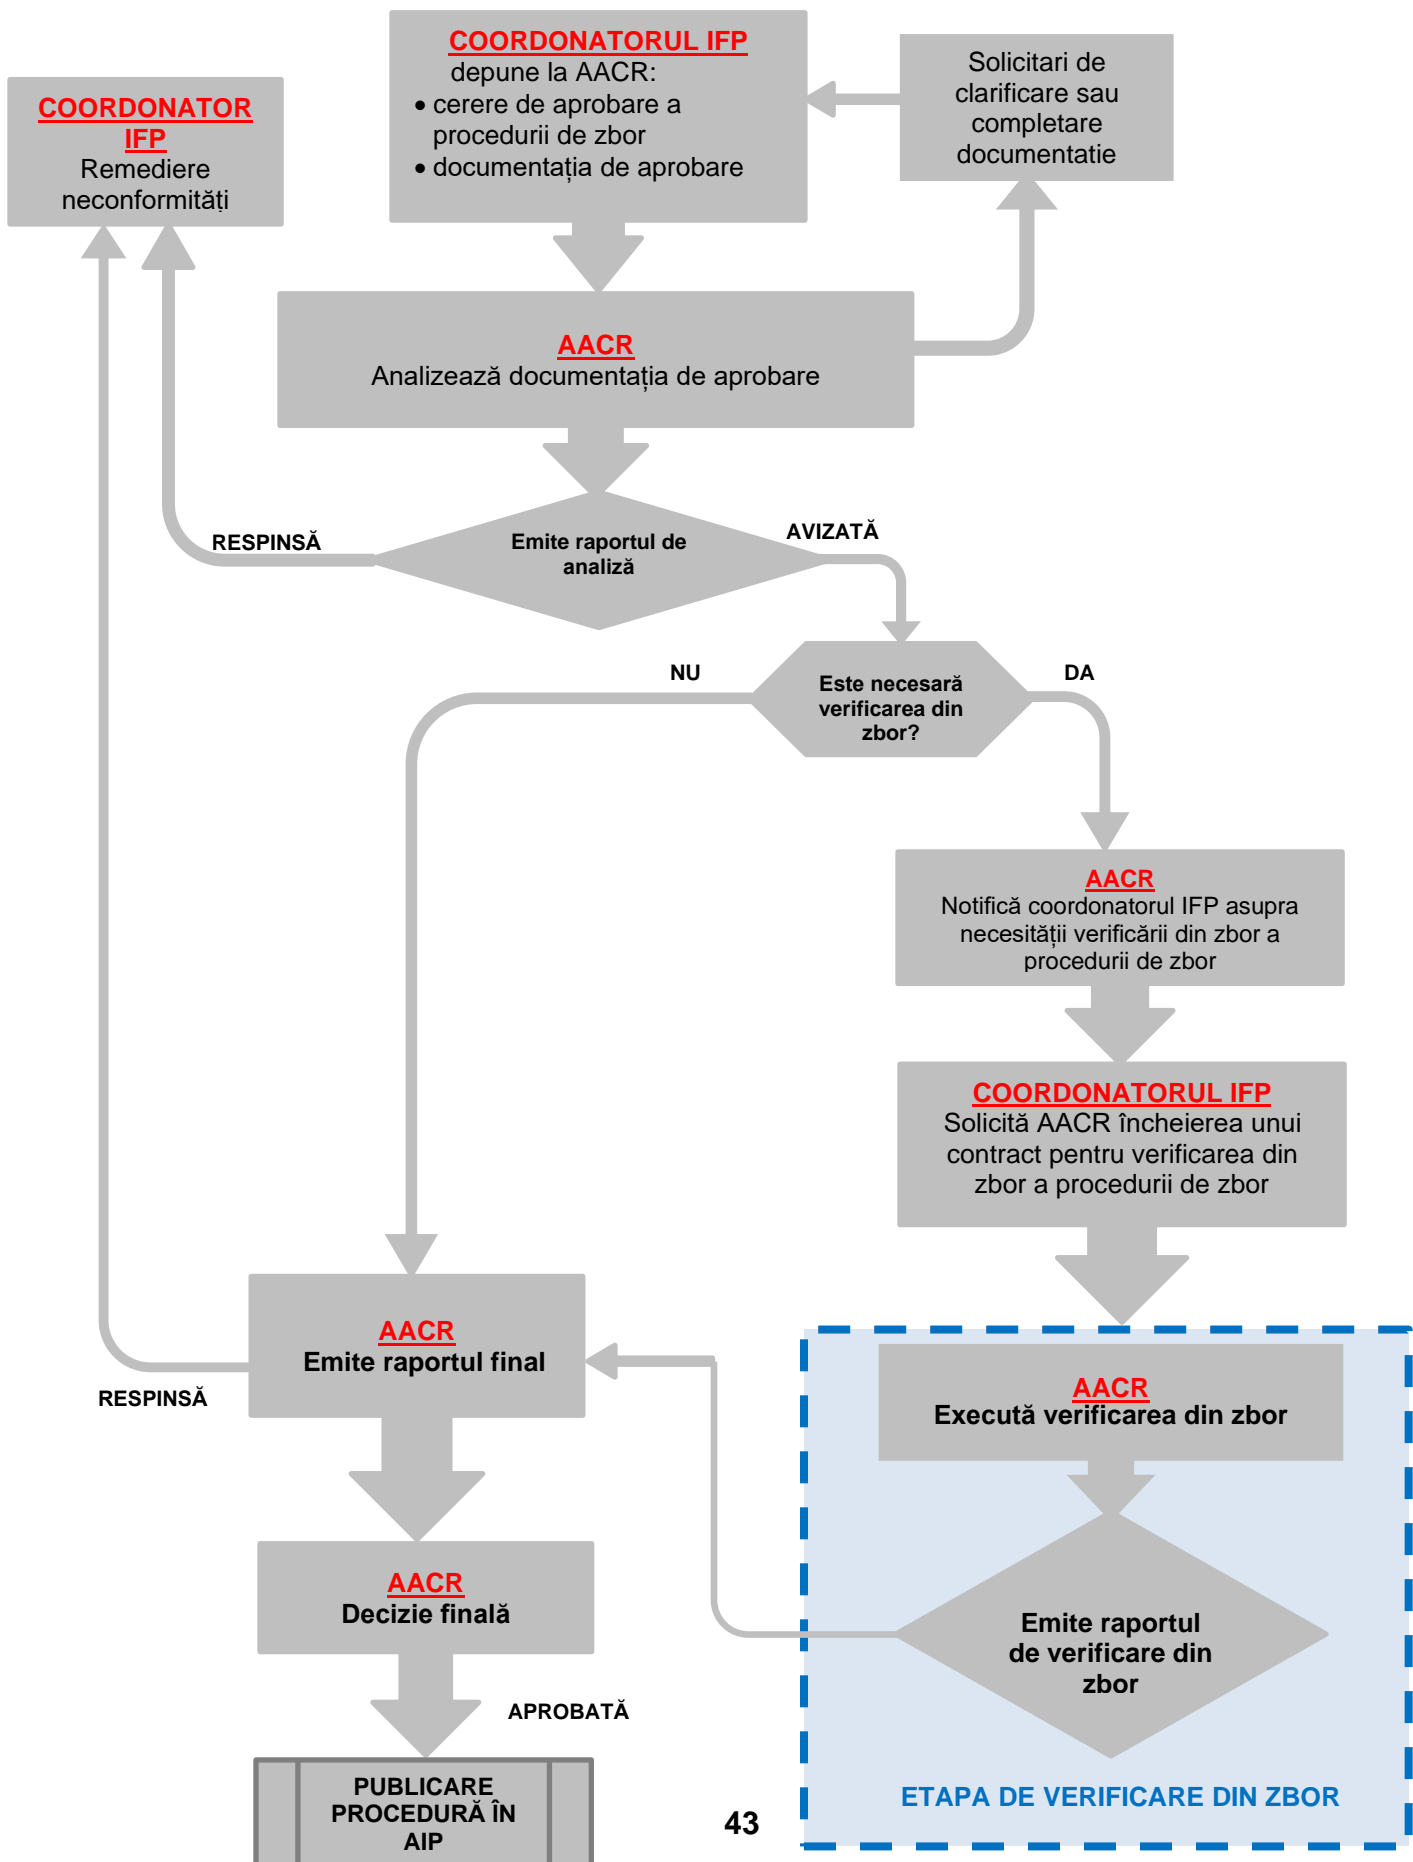 COORDONATORUL IFP
depune la AACR:
• cerere de aprobare a
procedurii de zbor
• documentația de aprobare
Solicitari de
clarificare sau
completare
documentatie
COORDONATOR
IFP
Remediere
neconformități
AACR
Analizează documentația de aprobare
RESPINSĂ
Emite raportul de
analiză
AVIZATĂ
NU
Este necesară
verificarea din
zbor?
DA
AACR
Notifică coordonatorul IFP asupra
necesității verificării din zbor a
procedurii de zbor
COORDONATORUL IFP
Solicită AACR încheierea unui
contract pentru verificarea din
zbor a procedurii de zbor
AACR
Emite raportul final
RESPINSĂ
AACR
Execută verificarea din zbor
AACR
Decizie finală
Emite raportul
de verificare din
zbor
APROBATĂ
PUBLICARE
PROCEDURĂ ÎN
AIP
ETAPA DE VERIFICARE DIN ZBOR
43